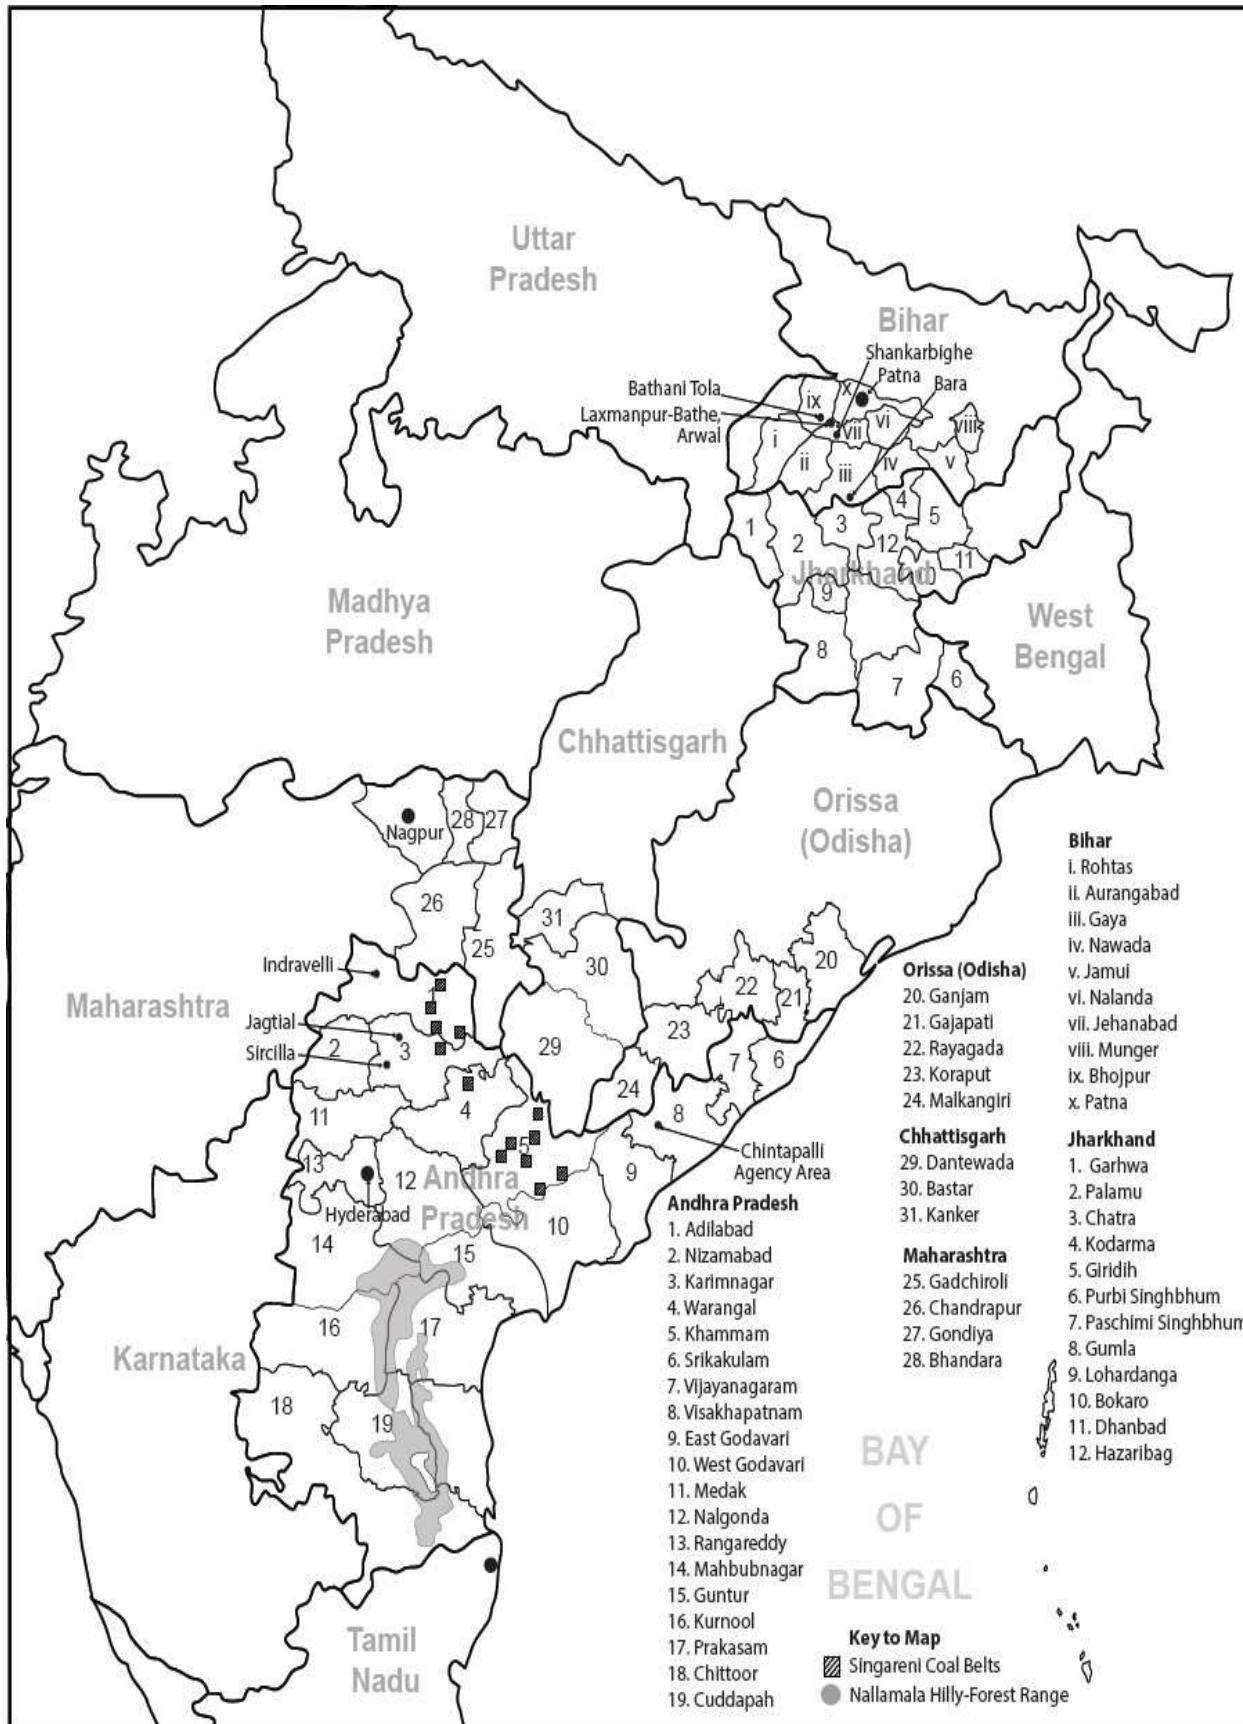 Uttar
Pradesh
Bihar
Shankarbighe
Patna
Bara
Bathani Tola
Laxmanpur-Bathe,
Arwal
ix
x
i
ii
iii
vii
vi
iv
v
viii
1
2
3
4
5
12
11
Jharkhand
9
8
7
6
Madhya
Pradesh
West
Bengal
Chhattisgarh
Orissa
(Odisha)
Nagpur
28
27
26
25
31
30
29
20
22
21
23
24
Maharashtra
Indravelli
Jagtial
Sircilla
1
2
3
4
5
6
7
8
9
10
11
12
13
14
15
16
17
18
19
Hyderabad
Andhra
Pradesh
Chintapalli
Agency Area
Karnataka
Tamil
Nadu
BAY
OF
BENGAL
Andhra Pradesh
1. Adilabad
2. Nizamabad
3. Karimnagar
4. Warangal
5. Khammam
6. Srikakulam
7. Vijayanagaram
8. Visakhapatnam
9. East Godavari
10. West Godavari
11. Medak
12. Nalgonda
13. Rangareddy
14. Mahbubnagar
15. Guntur
16. Kurnool
17. Prakasam
18. Chittoor
19. Cuddapah
Orissa (Odisha)
20. Ganjam
21. Gajapati
22. Rayagada
23. Koraput
24. Malkangiri
Chhattisgarh
29. Dantewada
30. Bastar
31. Kanker
Maharashtra
25. Gadchiroli
26. Chandrapur
27. Gondiya
28. Bhandara
Bihar
i. Rohtas
ii. Aurangabad
iii. Gaya
iv. Nawada
v. Jamui
vi. Nalanda
vii. Jehanabad
viii. Munger
ix. Bhojpur
x. Patna
Jharkhand
1. Garhwa
2. Palamu
3. Chatra
4. Kodarma
5. Giridih
6. Purbi Singhbhum
7. Paschimi Singhbhum
8. Gumla
9. Lohardanga
10. Bokaro
11. Dhanbad
12. Hazaribag
Key to Map
Singareni Coal Belts
Nallamala Hilly-Forest Range